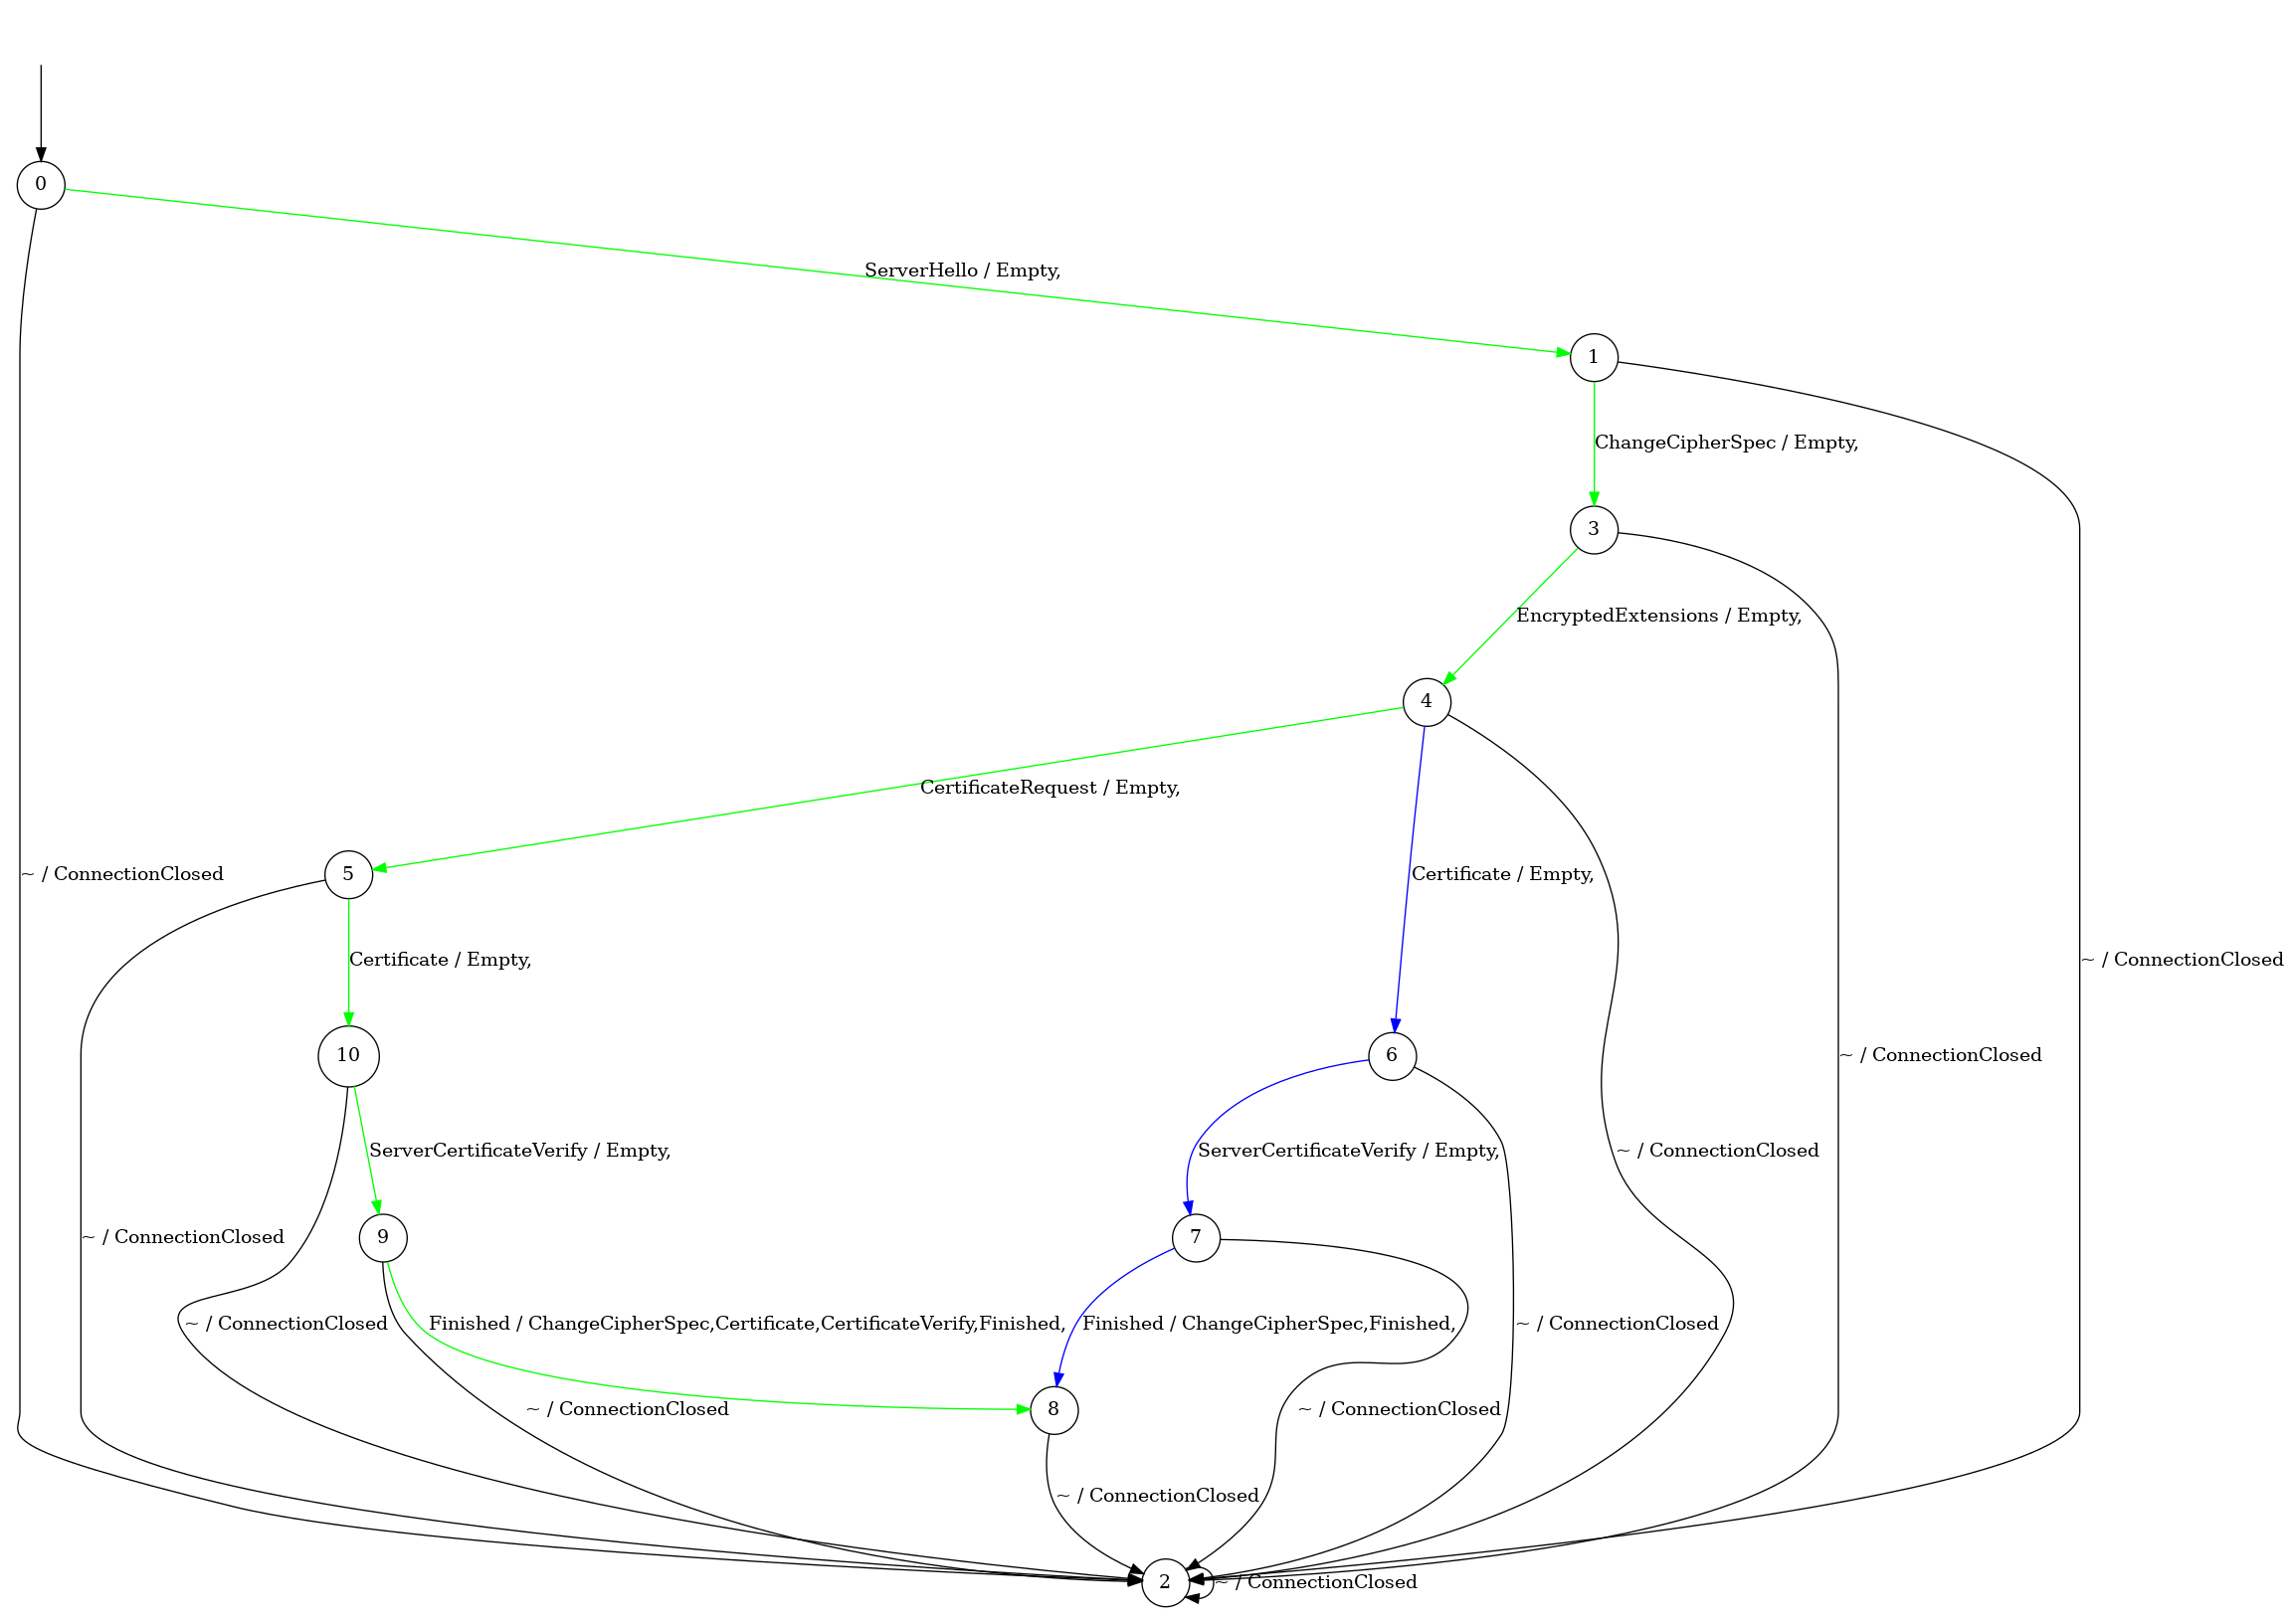 0
ServerHello / Empty,
1
ChangeCipherSpec / Empty,
3
EncryptedExtensions / Empty,
4
CertificateRequest / Empty,
~ / ConnectionClosed
5
Certificate / Empty,
Certificate / Empty,
~ / ConnectionClosed
10
6
~ / ConnectionClosed
ServerCertificateVerify / Empty,
ServerCertificateVerify / Empty,
~ / ConnectionClosed
~ / ConnectionClosed
9
7
~ / ConnectionClosed
Finished / ChangeCipherSpec,Certificate,CertificateVerify,Finished,
Finished / ChangeCipherSpec,Finished,
~ / ConnectionClosed
~ / ConnectionClosed
8
~ / ConnectionClosed
~ / ConnectionClosed
2
~ / ConnectionClosed